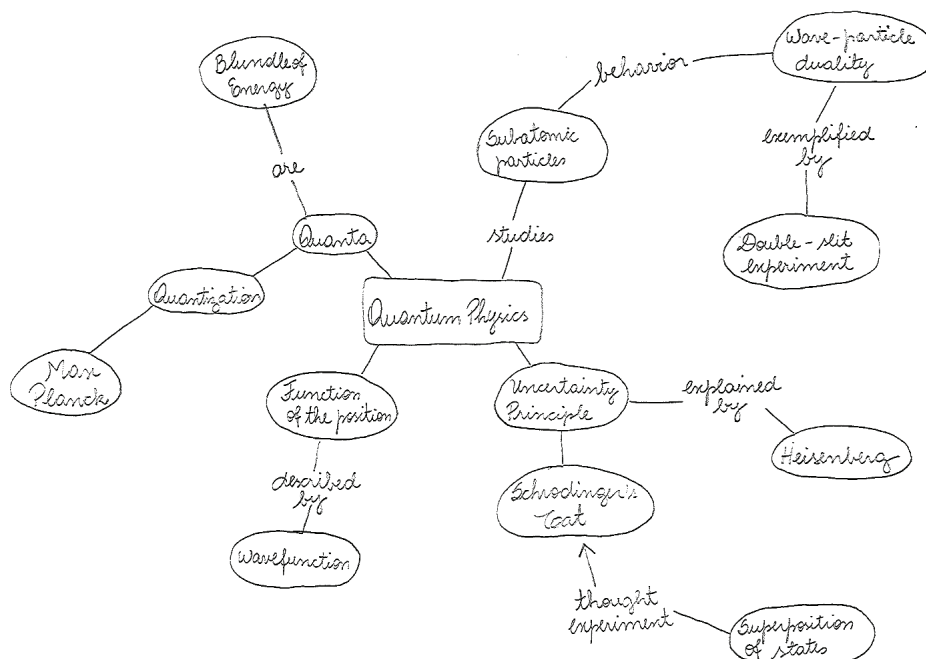 Blundle of
Energy
are
Quanta
Quantization
Max
Planck
Quantum Physics
studies
Subatomic
particles
behavior
Wave-particle
duality
exemplified
by
Double-slit
experiment
Function
of the position
described
by
Wavefunction
Uncertainty
Principle
explained
by
Heisenberg
Schrodinger's
Coat
thought
experiment
Superposition
of states